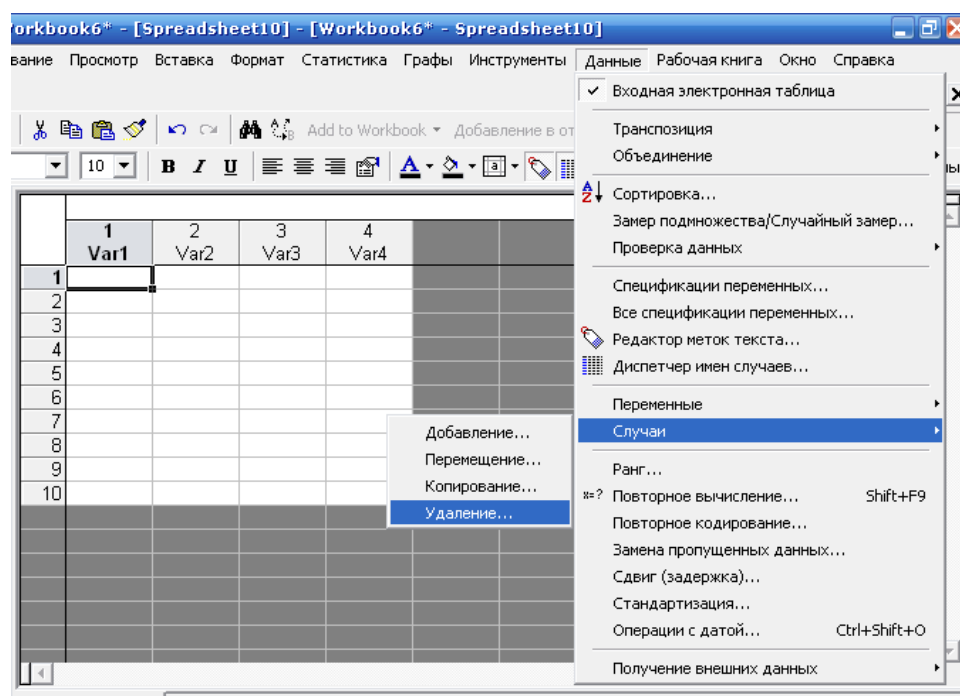 orkbook6* - [Spreadsheet10] - [Workbook6* - Spreadsheet10]
вание Просмотр Вставка Формат Статистика Графы Инструменты Данные Рабочая книга Окно Справка
Add to Workbook Добавление в от
10 B I U A a ы
1 2 3 4
Var1 Var2 Var3 Var4
1
2
3
4
5
6
7
8
9
10
Добавление...
Перемещение...
Копирование...
Удаление...
Входная электронная таблица
Транспозиция
Объединение
Сортировка...
Замер подмножества/Случайный замер...
Проверка данных
Спецификации переменных...
Все спецификации переменных...
Редактор меток текста...
Диспетчер имен случаев...
Переменные
Случаи
Ранг...
x=? Повторное вычисление... Shift+F9
Повторное кодирование...
Замена пропущенных данных...
Сдвиг (задержка)...
Стандартизация...
Операции с датой... Ctrl+Shift+O
Получение внешних данных